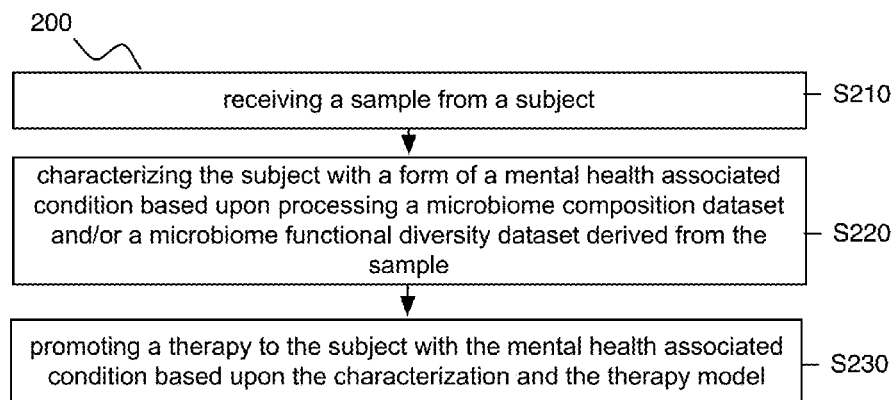 200
receiving a sample from a subject
S210
characterizing the subject with a form of a mental health associated
condition based upon processing a microbiome composition dataset
and/or a microbiome functional diversity dataset derived from the
sample
S220
promoting a therapy to the subject with the mental health associated
condition based upon the characterization and the therapy model
S230